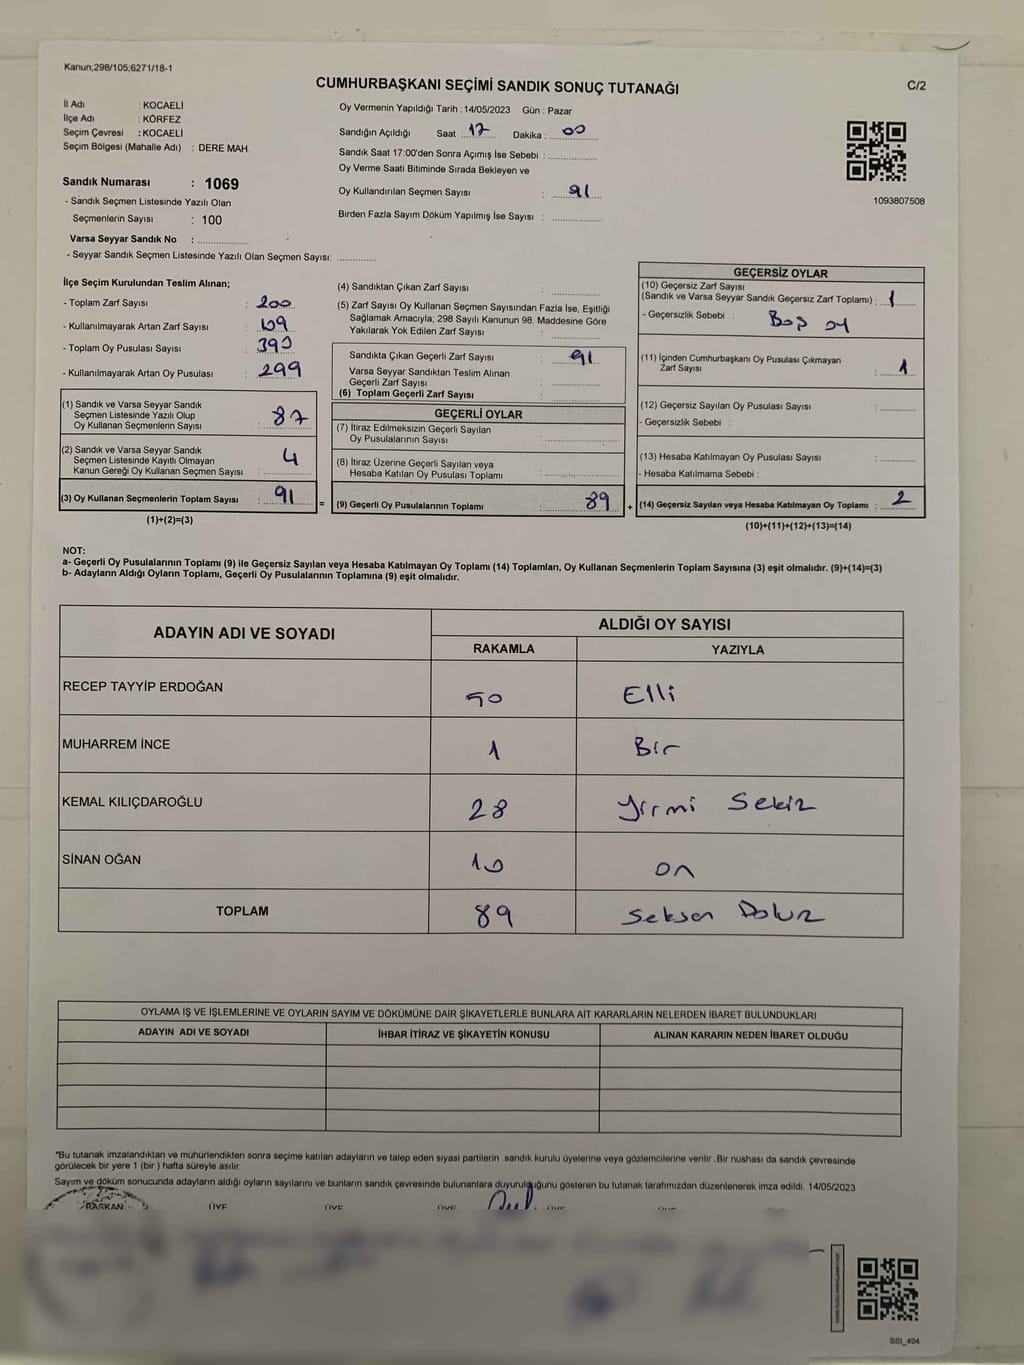 Kanun;298/105;6271/18-1
CUMHURBAŞKANI SEÇİMİ SANDIK SONUÇ TUTANAĞI
C/2
İl Adı : KOCAELİ
İlçe Adı : KÖRFEZ
Seçim Çevresi : KOCAELİ
Seçim Bölgesi (Mahalle Adı) : DERE MAH.
Oy Vermenin Yapıldığı Tarih :14/05/2023 Gün : Pazar
Sandığın Açıldığı Saat : 17 Dakika : 00
Sandık Saat 17:00'den Sonra Açımış İse Sebebi :
Oy Verme Saati Bitiminde Sırada Bekleyen ve
Oy Kullandırılan Seçmen Sayısı : 91
Birden Fazla Sayım Döküm Yapılmış İse Sayısı :
1093807508
Sandık Numarası : 1069
- Sandık Seçmen Listesinde Yazılı Olan
Seçmenlerin Sayısı : 100
Varsa Seyyar Sandık No :
- Seyyar Sandık Seçmen Listesinde Yazılı Olan Seçmen Sayısı:
İlçe Seçim Kurulundan Teslim Alınan;
- Toplam Zarf Sayısı : 200
- Kullanılmayarak Artan Zarf Sayısı : 109
- Toplam Oy Pusulası Sayısı : 390
- Kullanılmayarak Artan Oy Pusulası : 299
(1) Sandık ve Varsa Seyyar Sandık
Seçmen Listesinde Yazılı Olup
Oy Kullanan Seçmenlerin Sayısı : 87
(2) Sandık ve Varsa Seyyar Sandık
Seçmen Listesinde Kayıtlı Olmayan
Kanun Gereği Oy Kullanan Seçmen Sayısı : 4
(3) Oy Kullanan Seçmenlerin Toplam Sayısı : 91 =
(1)+(2)=(3)
(4) Sandıktan Çıkan Zarf Sayısı :
(5) Zarf Sayısı Oy Kullanan Seçmen Sayısından Fazla İse, Eşitliği
Sağlamak Amacıyla; 298 Sayılı Kanunun 98. Maddesine Göre
Yakılarak Yok Edilen Zarf Sayısı :
Sandıkta Çıkan Geçerli Zarf Sayısı : 91
Varsa Seyyar Sandıktan Teslim Alınan
Geçerli Zarf Sayısı :
(6) Toplam Geçerli Zarf Sayısı :
GEÇERLİ OYLAR
(7) İtiraz Edilmeksizin Geçerli Sayılan
Oy Pusulalarının Sayısı :
(8) İtiraz Üzerine Geçerli Sayılan veya
Hesaba Katılan Oy Pusulası Toplamı :
(9) Geçerli Oy Pusulalarının Toplamı : 89 +
GEÇERSİZ OYLAR
(10) Geçersiz Zarf Sayısı
(Sandık ve Varsa Seyyar Sandık Geçersiz Zarf Toplamı) : 1
- Geçersizlik Sebebi : Boş oy
(11) İçinden Cumhurbaşkanı Oy Pusulası Çıkmayan
Zarf Sayısı : 1
(12) Geçersiz Sayılan Oy Pusulası Sayısı :
- Geçersizlik Sebebi :
(13) Hesaba Katılmayan Oy Pusulası Sayısı :
- Hesaba Katılmama Sebebi :
(14) Geçersiz Sayılan veya Hesaba Katılmayan Oy Toplamı : 2
(10)+(11)+(12)+(13)=(14)
NOT:
a- Geçerli Oy Pusulalarının Toplamı (9) ile Geçersiz Sayılan veya Hesaba Katılmayan Oy Toplamı (14) Toplamları, Oy Kullanan Seçmenlerin Toplam Sayısına (3) eşit olmalıdır. (9)+(14)=(3)
b- Adayların Aldığı Oyların Toplamı, Geçerli Oy Pusulalarının Toplamına (9) eşit olmalıdır.
ADAYIN ADI VE SOYADI ALDIĞI OY SAYISI
RAKAMLA YAZIYLA
RECEP TAYYİP ERDOĞAN 50 Elli
MUHARREM İNCE 1 Bir
KEMAL KILIÇDAROĞLU 28 Yirmi Sekiz
SİNAN OĞAN 10 on
TOPLAM 89 Seksen Dokuz
OYLAMA İŞ VE İŞLEMLERİNE VE OYLARIN SAYIM VE DÖKÜMÜNE DAİR ŞİKAYETLERLE BUNLARA AİT KARARLARIN NELERDEN İBARET BULUNDUKLARI
ADAYIN ADI VE SOYADI İHBAR İTİRAZ VE ŞİKAYETİN KONUSU ALINAN KARARIN NEDEN İBARET OLDUĞU
*Bu tutanak imzalandıktan ve mühürlendikten sonra seçime katılan adayların ve talep eden siyasi partilerin sandık kurulu üyelerine veya gözlemcilerine verilir .Bir nüshası da sandık çevresinde
görülecek bir yere 1 (bir ) hafta süreyle asılır.
Sayım ve döküm sonucunda adayların aldığı oyların sayılarını ve bunların sandık çevresinde bulunanlara duyurulduğunu gösteren bu tutanak tarafımızdan düzenlenerek imza edildi. 14/05/2023
BAŞKAN ÜYE ÜYE ÜYE ÜYE
SSI_404